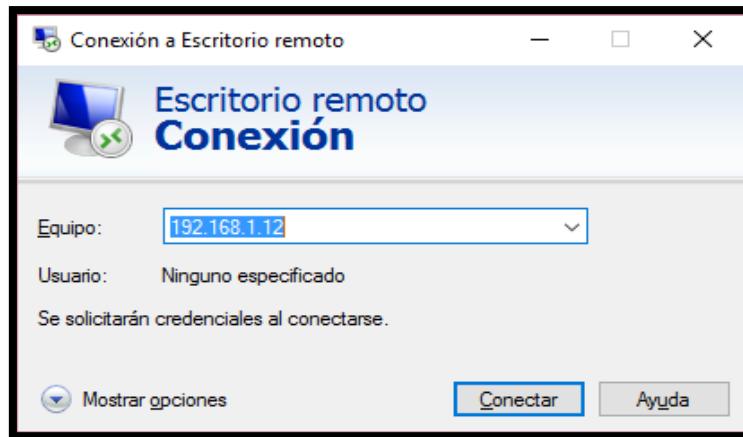 Conexión a Escritorio remoto
Escritorio remoto
Conexión
Equipo: 192.168.1.12
Usuario: Ninguno especificado
Se solicitarán credenciales al conectarse.
Mostrar opciones Conectar Ayuda